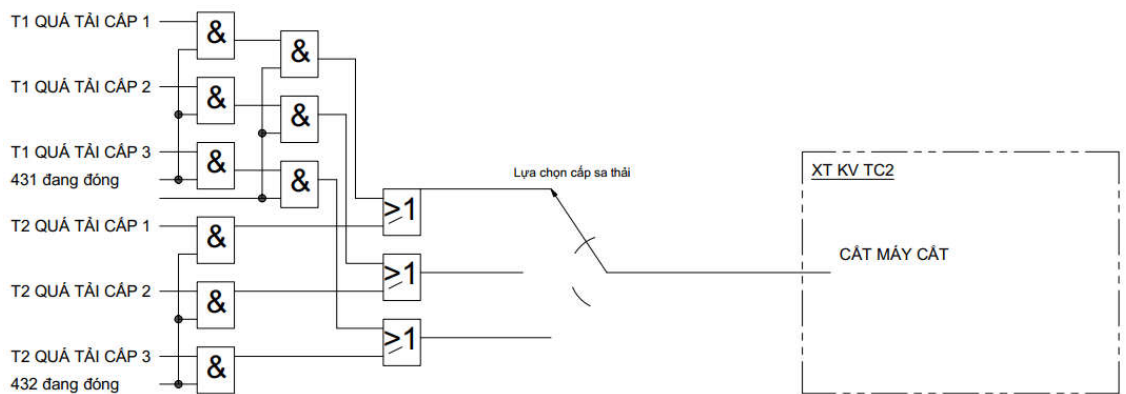 T1 QUÁ TẢI CẤP 1
&
&
T1 QUÁ TẢI CẤP 2
&
&
T1 QUÁ TẢI CẤP 3
&
431 đang đóng
&
Lựa chọn cấp sa thải
XT KV TC2
≥1
T2 QUÁ TẢI CẤP 1
&
CẮT MÁY CẮT
≥1
T2 QUÁ TẢI CẤP 2
&
≥1
T2 QUÁ TẢI CẤP 3
&
432 đang đóng